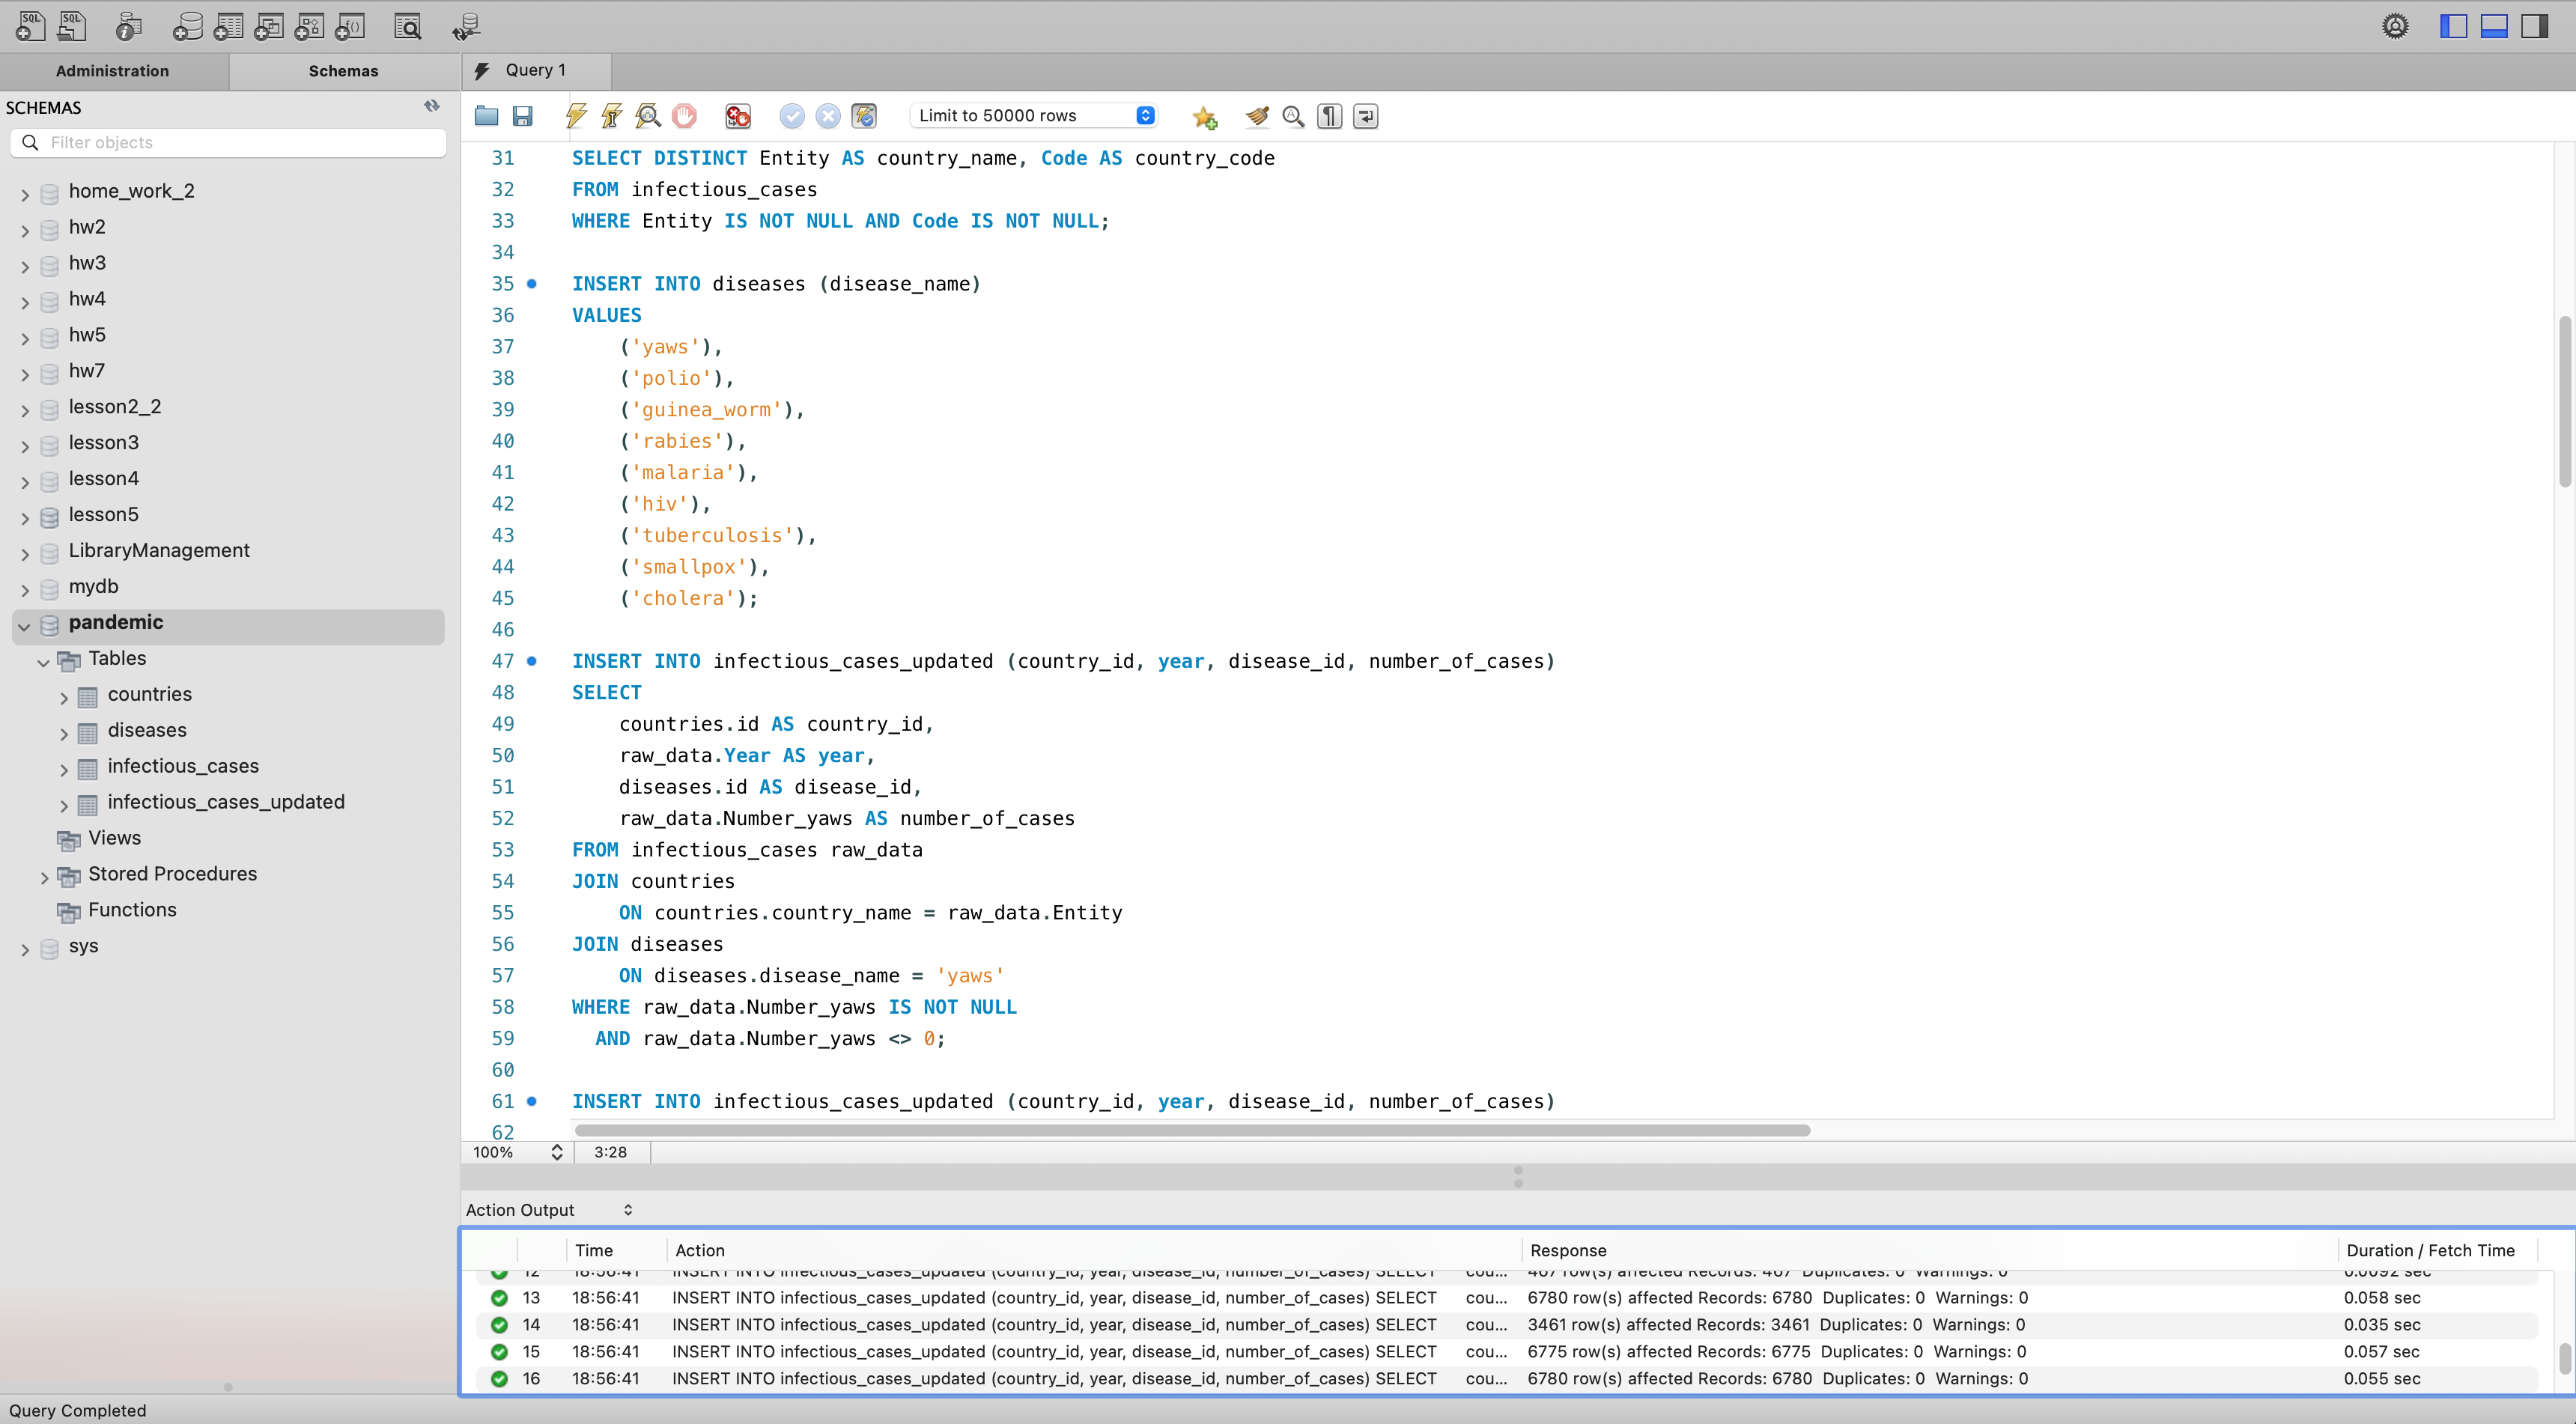 Administration
Schemas
Query 1
SCHEMAS
Filter objects
Limit to 50000 rows
home_work_2
hw2
hw3
hw4
hw5
hw7
lesson2_2
lesson3
lesson4
lesson5
LibraryManagement
mydb
pandemic
Tables
countries
diseases
infectious_cases
infectious_cases_updated
Views
Stored Procedures
Functions
sys
31 SELECT DISTINCT Entity AS country_name, Code AS country_code
32 FROM infectious_cases
33 WHERE Entity IS NOT NULL AND Code IS NOT NULL;
34
35 INSERT INTO diseases (disease_name)
36 VALUES
37 ('yaws'),
38 ('polio'),
39 ('guinea_worm'),
40 ('rabies'),
41 ('malaria'),
42 ('hiv'),
43 ('tuberculosis'),
44 ('smallpox'),
45 ('cholera');
46
47 INSERT INTO infectious_cases_updated (country_id, year, disease_id, number_of_cases)
48 SELECT
49 countries.id AS country_id,
50 raw_data.Year AS year,
51 diseases.id AS disease_id,
52 raw_data.Number_yaws AS number_of_cases
53 FROM infectious_cases raw_data
54 JOIN countries
55 ON countries.country_name = raw_data.Entity
56 JOIN diseases
57 ON diseases.disease_name = 'yaws'
58 WHERE raw_data.Number_yaws IS NOT NULL
59 AND raw_data.Number_yaws <> 0;
60
61 INSERT INTO infectious_cases_updated (country_id, year, disease_id, number_of_cases)
62
100% 3:28
Action Output
Time Action Response Duration / Fetch Time
12 18:56:41 INSERT INTO infectious_cases_updated (country_id, year, disease_id, number_of_cases) SELECT cou... 467 row(s) affected Records: 467 Duplicates: 0 Warnings: 0 0.0092 sec
13 18:56:41 INSERT INTO infectious_cases_updated (country_id, year, disease_id, number_of_cases) SELECT cou... 6780 row(s) affected Records: 6780 Duplicates: 0 Warnings: 0 0.058 sec
14 18:56:41 INSERT INTO infectious_cases_updated (country_id, year, disease_id, number_of_cases) SELECT cou... 3461 row(s) affected Records: 3461 Duplicates: 0 Warnings: 0 0.035 sec
15 18:56:41 INSERT INTO infectious_cases_updated (country_id, year, disease_id, number_of_cases) SELECT cou... 6775 row(s) affected Records: 6775 Duplicates: 0 Warnings: 0 0.057 sec
16 18:56:41 INSERT INTO infectious_cases_updated (country_id, year, disease_id, number_of_cases) SELECT cou... 6780 row(s) affected Records: 6780 Duplicates: 0 Warnings: 0 0.055 sec
Query Completed